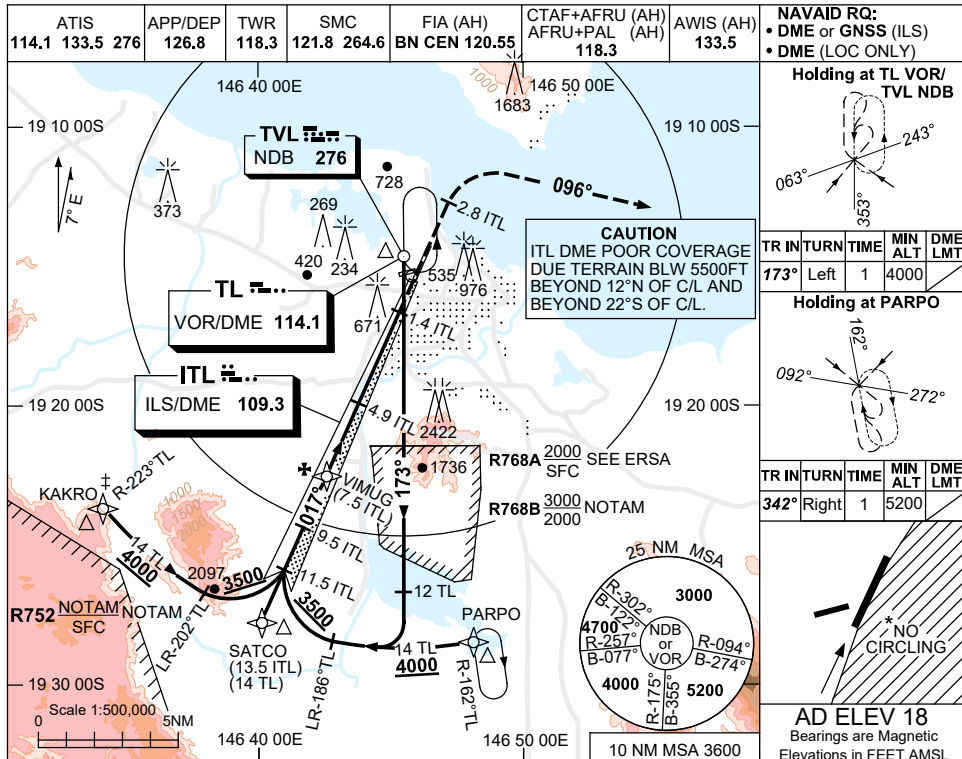 ATIS
114.1 133.5 276
APP/DEP
126.8
TWR
118.3
SMC
121.8 264.6
FIA (AH)
BN CEN 120.55
CTAF+AFRU (AH)
AFRU+PAL (AH)
118.3
AWIS (AH)
133.5
NAVAID RQ:
• DME or GNSS (ILS)
• DME (LOC ONLY)
146 40 00E
146 50 00E
1000
1683
19 10 00S
19 10 00S
7° E
TVL
NDB 276
728
373
269
420
234
096°
2.8 ITL
CAUTION
ITL DME POOR COVERAGE
DUE TERRAIN BLW 5500FT
BEYOND 12°N OF C/L AND
BEYOND 22°S OF C/L.
535
976
TL
VOR/DME 114.1
671
1.4 ITL
ITL
ILS/DME 109.3
19 20 00S
19 20 00S
4.9 ITL
2422
1736
R768A 2000
SFC SEE ERSA
R768B 3000
2000 NOTAM
173°
VIMUG
(7.5 ITL)
017°
KAKRO ‡
R-223°TL
1000
1500
2000
9.5 ITL
14 TL
4000
2097
3500
11.5 ITL
12 TL
R752 NOTAM
SFC NOTAM
LR-202°TL
3500
SATCO
(13.5 ITL)
(14 TL)
LR-186°TL
14 TL
4000
PARPO
R-162°TL
19 30 00S
19 30 00S
Scale 1:500,000
0 5NM
146 40 00E
146 50 00E
25 NM MSA
3000
R-302°
B-122°
4700
R-257°
B-077°
NDB
or
VOR
R-094°
B-274°
4000
R-175°
B-355°
5200
10 NM MSA 3600
Holding at TL VOR/
TVL NDB
243°
063°
353°
TR IN TURN TIME MIN ALT DME LMT
173° Left 1 4000
Holding at PARPO
162°
092°
272°
TR IN TURN TIME MIN ALT DME LMT
342° Right 1 5200
*NO
CIRCLING
AD ELEV 18
Bearings are Magnetic
Elevations in FEET AMSL